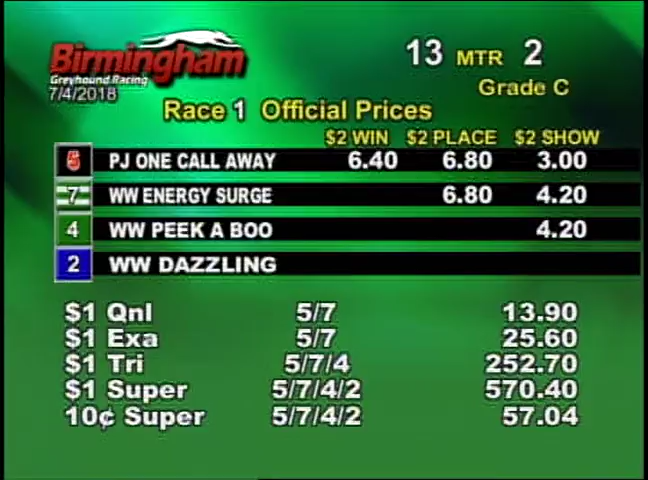 Birmingham
Greyhound Racing
7/4/2018
13 MTR 2
Grade C
Race 1 Official Prices
$2 WIN $2 PLACE $2 SHOW
5 PJ ONE CALL AWAY 6.40 6.80 3.00
7 WW ENERGY SURGE 6.80 4.20
4 WW PEEK A BOO 4.20
2 WW DAZZLING
$1 Qnl 5/7 13.90
$1 Exa 5/7 25.60
$1 Tri 5/7/4 252.70
$1 Super 5/7/4/2 570.40
10¢ Super 5/7/4/2 57.04